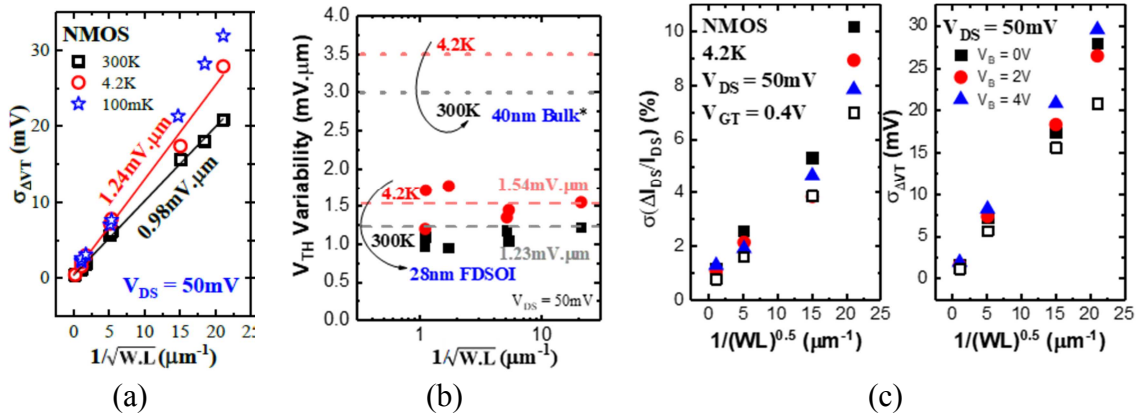 NMOS
300K
4.2K
100mK
1.24mV.μm
0.98mV.μm
V_DS = 50mV
σ_ΔVT (mV)
30
20
10
0
0 5 10 15 20 25
1/√W.L (μm⁻¹)
(a)
V_TH Variability (mV.μm)
4.0
3.5
3.0
2.5
2.0
1.5
1.0
0.5
0.0
4.2K
300K
40nm Bulk*
4.2K
1.54mV.μm
300K
1.23mV.μm
28nm FDSOI
V_DS = 50mV
1 10
1/√W.L (μm⁻¹)
(b)
σ(ΔI_DS/I_DS) (%)
10
8
6
4
2
0
NMOS
4.2K
V_DS = 50mV
V_GT = 0.4V
0 5 10 15 20 25
1/(WL)^0.5 (μm⁻¹)
σ_ΔVT (mV)
30
25
20
15
10
5
0
V_DS = 50mV
V_B = 0V
V_B = 2V
V_B = 4V
0 5 10 15 20 25
1/(WL)^0.5 (μm⁻¹)
(c)